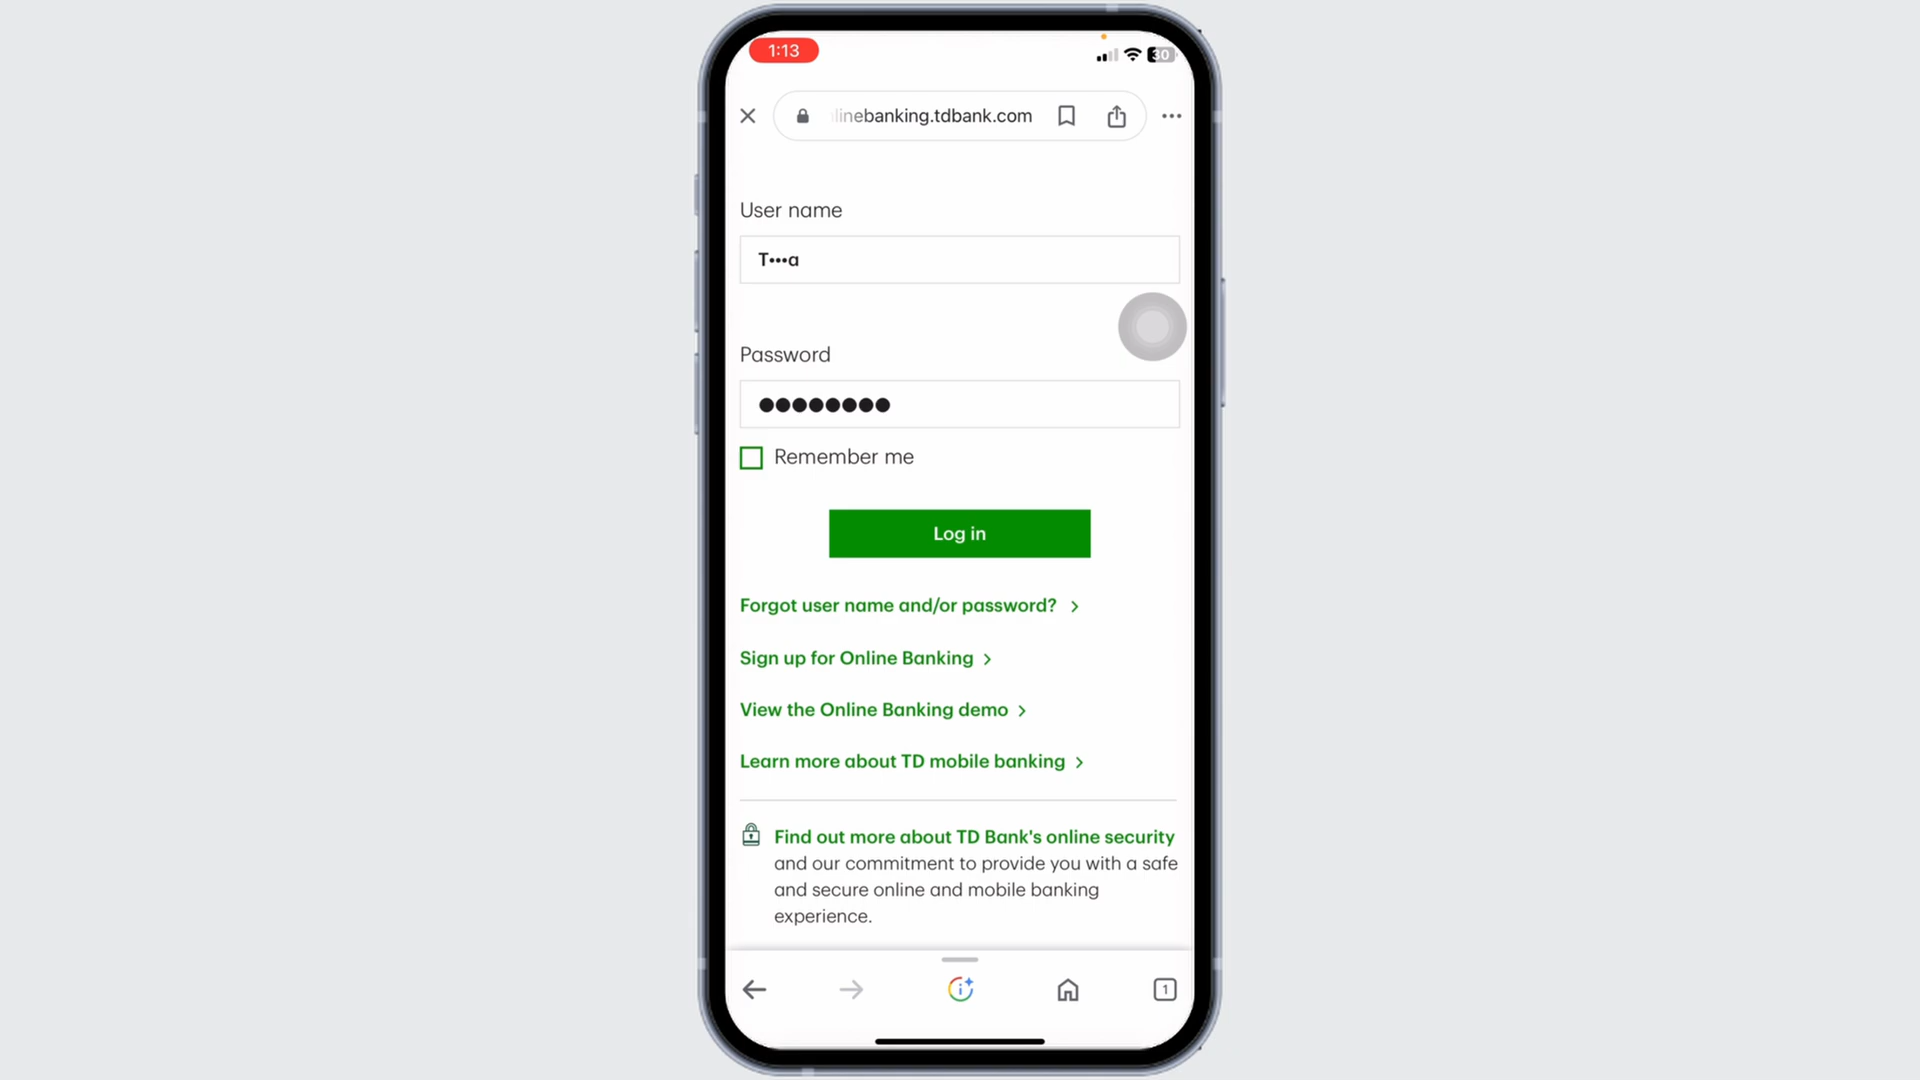 1:13
30
linebanking.tdbank.com
User name
T•••a
Password
●●●●●●●●
Remember me
Log in
Forgot user name and/or password?
Sign up for Online Banking
View the Online Banking demo
Learn more about TD mobile banking
Find out more about TD Bank's online security
and our commitment to provide you with a safe
and secure online and mobile banking
experience.
1